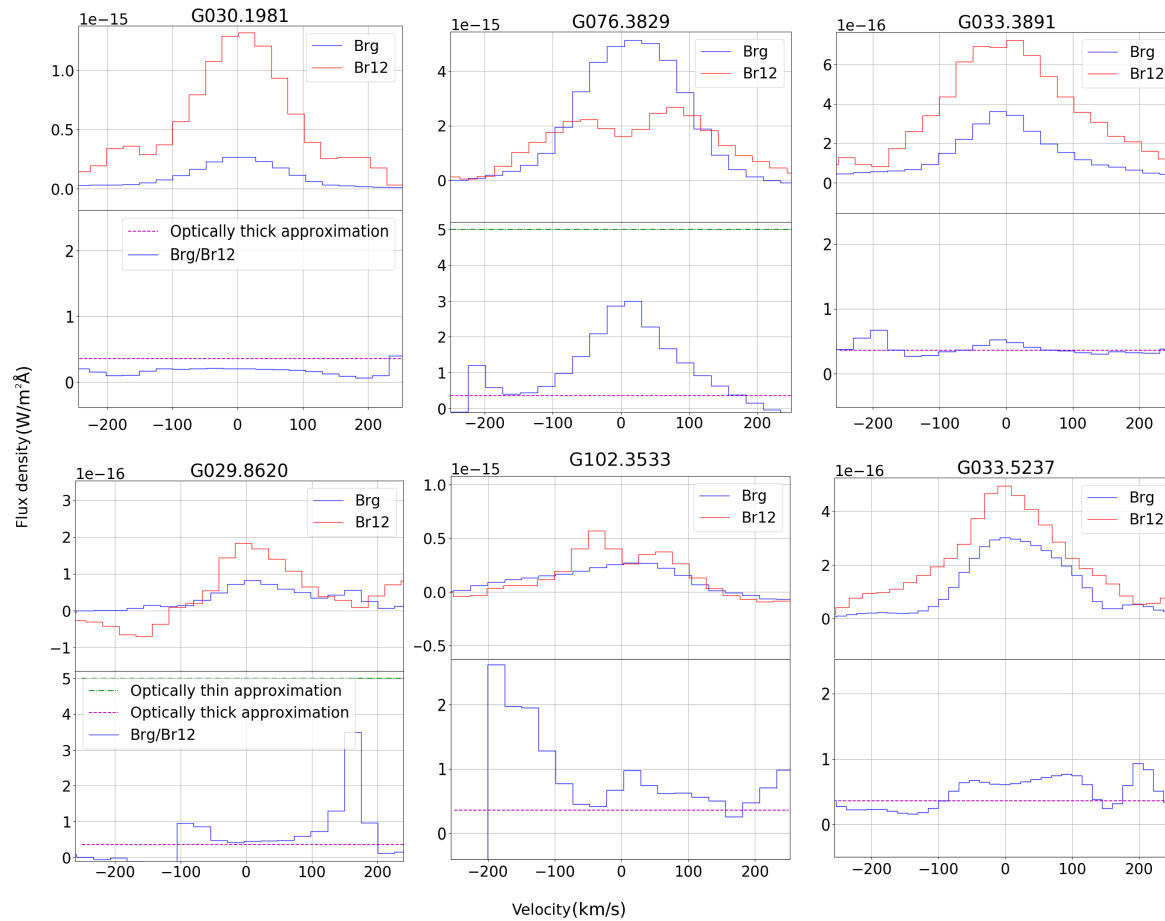 G030.1981
1e−15
Brg
Br12
1.0
0.5
0.0
Optically thick approximation
Brg/Br12
2
1
0
−200 −100 0 100 200
G076.3829
1e−15
Brg
Br12
4
2
0
5
4
3
2
1
0
−200 −100 0 100 200
G033.3891
1e−16
Brg
Br12
6
4
2
0
2
1
0
−200 −100 0 100 200
G029.8620
1e−16
Brg
Br12
3
2
1
0
−1
5
4
3
2
1
0
Optically thin approximation
Optically thick approximation
Brg/Br12
−200 −100 0 100 200
G102.3533
1e−15
Brg
Br12
1.0
0.5
0.0
−0.5
2
1
0
−200 −100 0 100 200
G033.5237
1e−16
Brg
Br12
4
2
0
2
1
0
−200 −100 0 100 200
Flux density(W/m²Å)
Velocity(km/s)